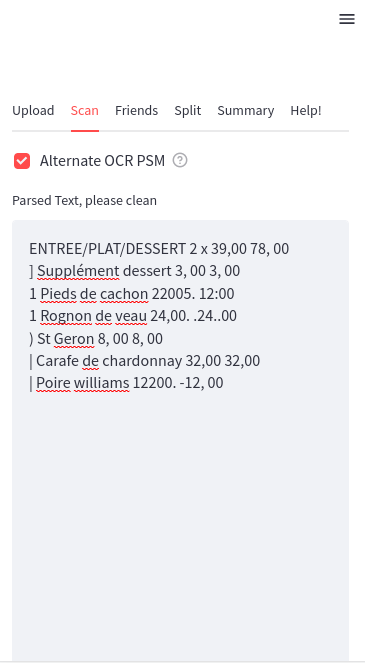 Upload Scan Friends Split Summary Help!
Alternate OCR PSM
Parsed Text, please clean
ENTREE/PLAT/DESSERT 2 x 39,00 78, 00
] Supplément dessert 3, 00 3, 00
1 Pieds de cachon 22005. 12:00
1 Rognon de veau 24,00. .24..00
) St Geron 8, 00 8, 00
| Carafe de chardonnay 32,00 32,00
| Poire williams 12200. -12, 00